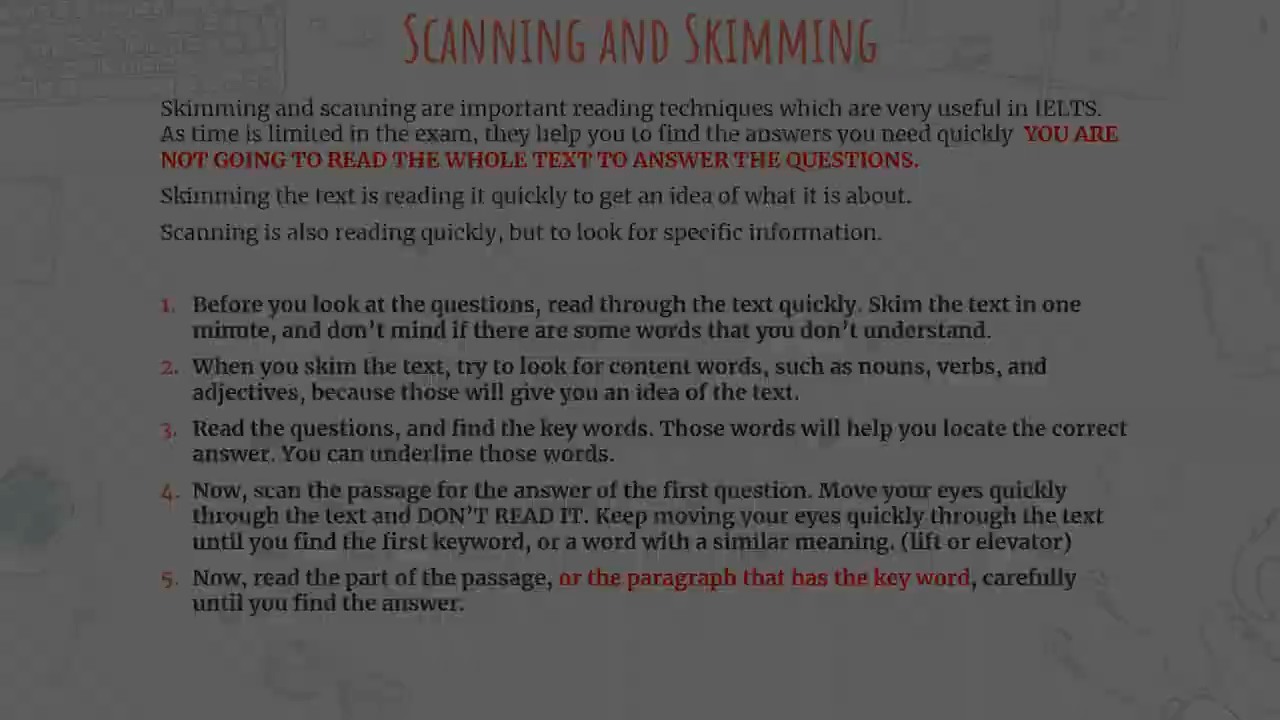 SCANNING AND SKIMMING
Skimming and scanning are important reading techniques which are very useful in IELTS.
As time is limited in the exam, they help you to find the answers you need quickly YOU ARE
NOT GOING TO READ THE WHOLE TEXT TO ANSWER THE QUESTIONS.
Skimming the text is reading it quickly to get an idea of what it is about.
Scanning is also reading quickly, but to look for specific information.
1. Before you look at the questions, read through the text quickly. Skim the text in one
minute, and don't mind if there are some words that you don't understand.
2. When you skim the text, try to look for content words, such as nouns, verbs, and
adjectives, because those will give you an idea of the text.
3. Read the questions, and find the key words. Those words will help you locate the correct
answer. You can underline those words.
4. Now, scan the passage for the answer of the first question. Move your eyes quickly
through the text and DON'T READ IT. Keep moving your eyes quickly through the text
until you find the first keyword, or a word with a similar meaning. (lift or elevator)
5. Now, read the part of the passage, or the paragraph that has the key word, carefully
until you find the answer.